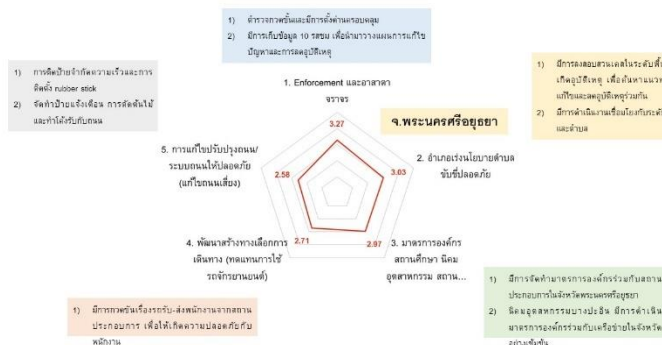 1) ตรวจกวดขันและมีการตั้งด่านครอบคลุม
2) มีการเก็บข้อมูล 10 รสขม เพื่อนำมาวางแผนการแก้ไข
ปัญหาและการลดอุบัติเหตุ
1) การติดป้ายจำกัดความเร็วและการ
ติดตั้ง rubber stick
2) จัดทำป้ายแจ้งเตือน การตัดต้นไม้
และทำโค้งรับกับถนน
1) มีการลงสอบสวนเคสในระดับพื้
เกิดอุบัติเหตุ เพื่อค้นหาแนวท
แก้ไขและลดอุบัติเหตุร่วมกัน
2) มีการดำเนินงานเชื่อมโยงกับระดั
และตำบล
1. Enforcement และอาสาตา
จราจร
3.27
จ.พระนครศรีอยุธยา
5. การแก้ไขปรับปรุงถนน/
ระบบถนนให้ปลอดภัย
(แก้ไขถนนเสี่ยง)
2.58
3.03
2. อำเภอเร่งนโยบายตำบล
ขับขี่ปลอดภัย
4. พัฒนาสร้างทางเลือกการ
เดินทาง (ทดแทนการใช้
รถจักรยานยนต์)
2.71
2.97
3. มาตรการองค์กร
สถานศึกษา นิคม
อุตสาหกรรม สถาน...
1) มีการกวดขันเรื่องรถรับ-ส่งพนักงานจากสถาน
ประกอบการ เพื่อให้เกิดความปลอดภัยกับ
พนักงาน
1) มีการจัดทำมาตรการองค์กรร่วมกับสถาน
ประกอบการในจังหวัดพระนครศรีอยุธยา
2) นิคมอุตสาหกรรมบางปะอิน มีการดำเนิน
มาตรการองค์กรร่วมกับเครือข่ายในจังหวัด
อย่างเข้มข้น